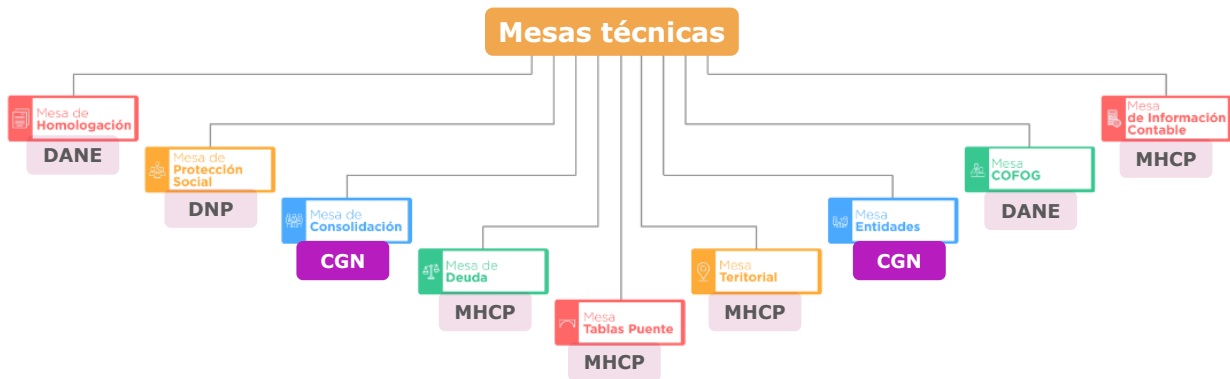 Mesas técnicas
Mesa de
Homologación
DANE
Mesa de
Protección
Social
DNP
Mesa de
Consolidación
CGN
Mesa de
Deuda
MHCP
Mesa
Tablas Puente
MHCP
Mesa
Teritorial
MHCP
Mesa
Entidades
CGN
Mesa
COFOG
DANE
Mesa
de Información
Contable
MHCP